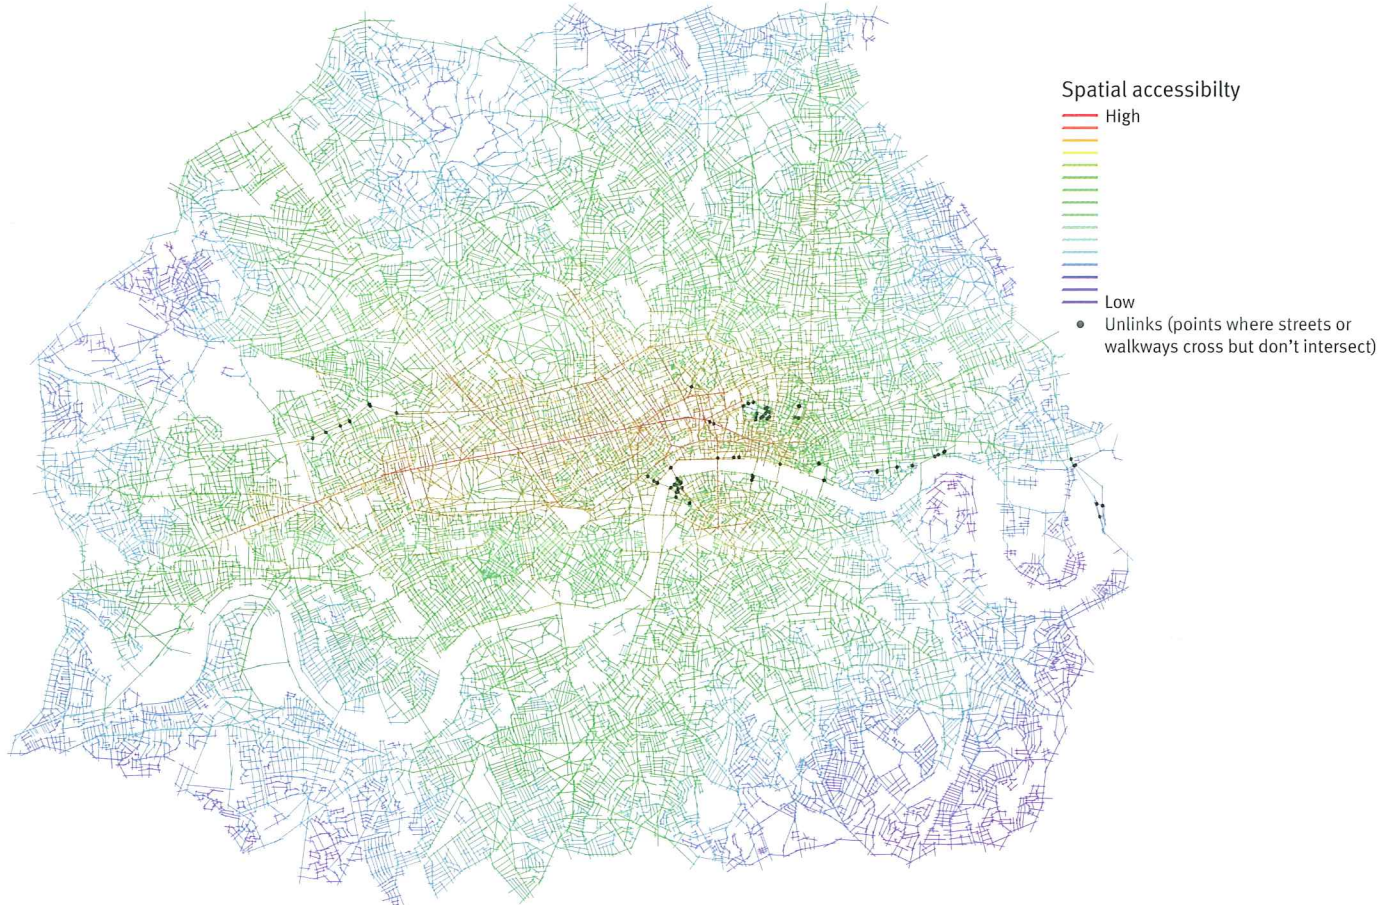 Spatial accessibilty
High
Low
Unlinks (points where streets or
walkways cross but don't intersect)